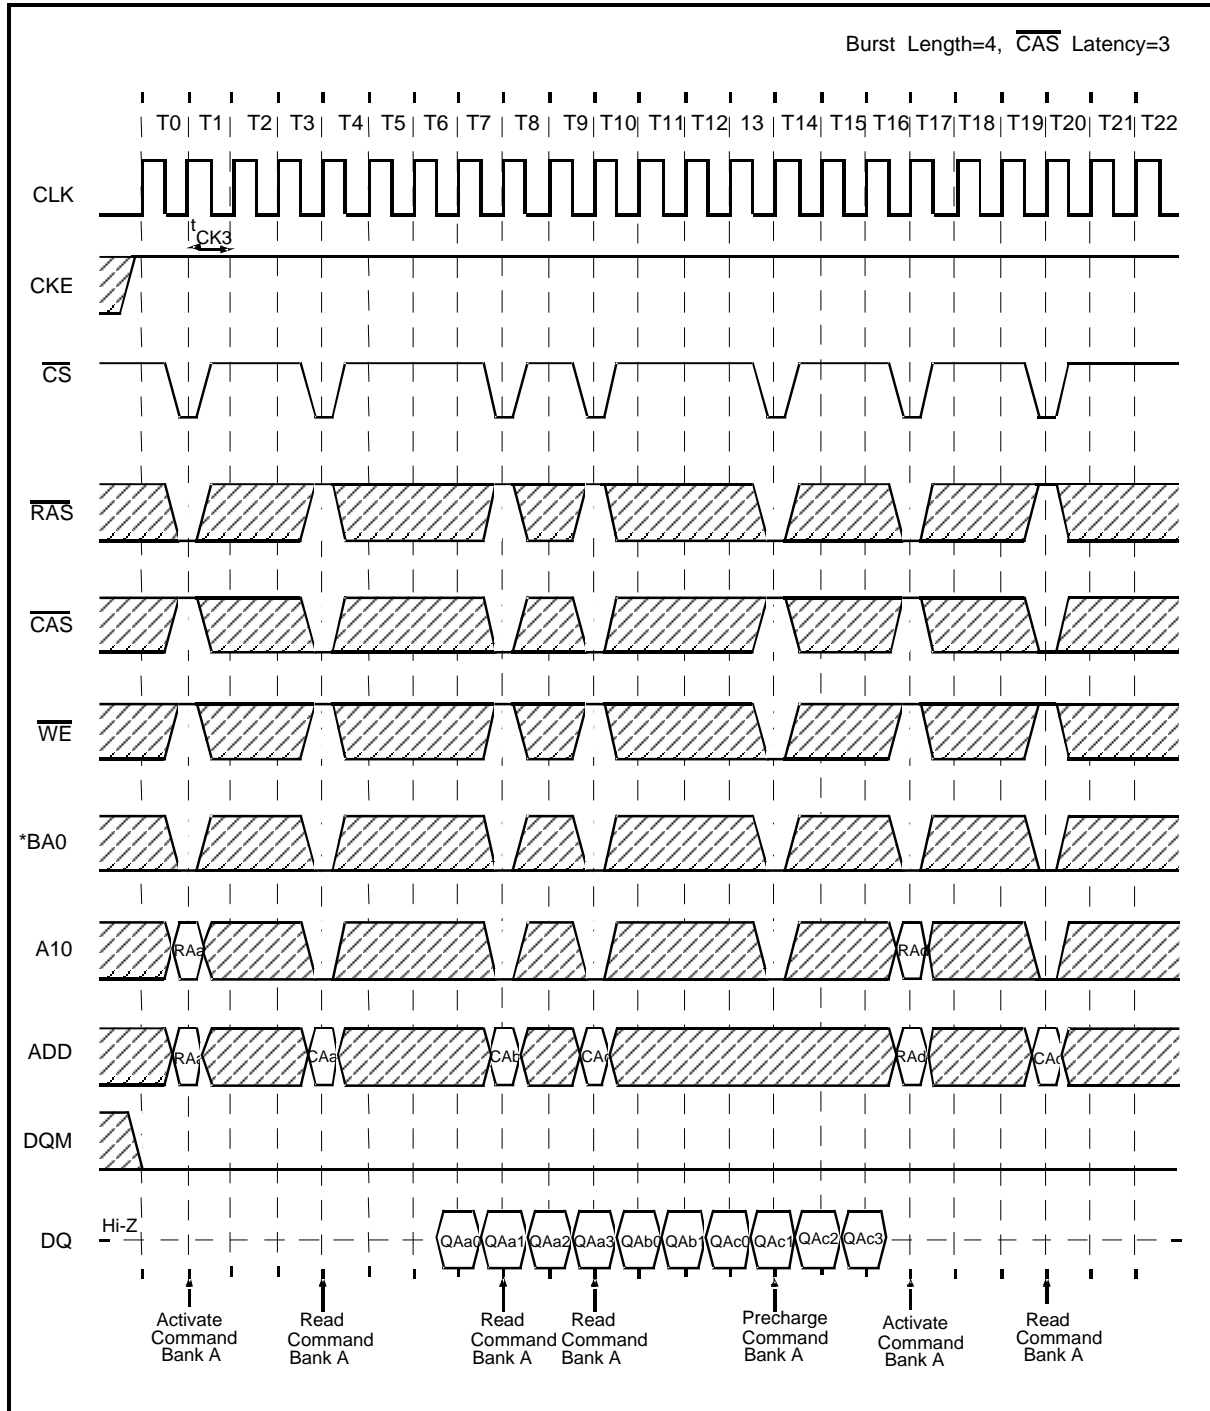 Burst Length=4, CAS Latency=3
T0 T1 T2 T3 T4 T5 T6 T7 T8 T9 T10 T11 T12 13 T14 T15 T16 T17 T18 T19 T20 T21 T22
CLK
tCK3
CKE
CS
RAS
CAS
WE
*BA0
A10 RAa RAd
ADD RAa CAa CAb CAc RAd CAd
DQM
Hi-Z
DQ QAa0 QAa1 QAa2 QAa3 QAb0 QAb1 QAc0 QAc1 QAc2 QAc3
Activate Command Bank A
Read Command Bank A
Read Command Bank A
Read Command Bank A
Precharge Command Bank A
Activate Command Bank A
Read Command Bank A